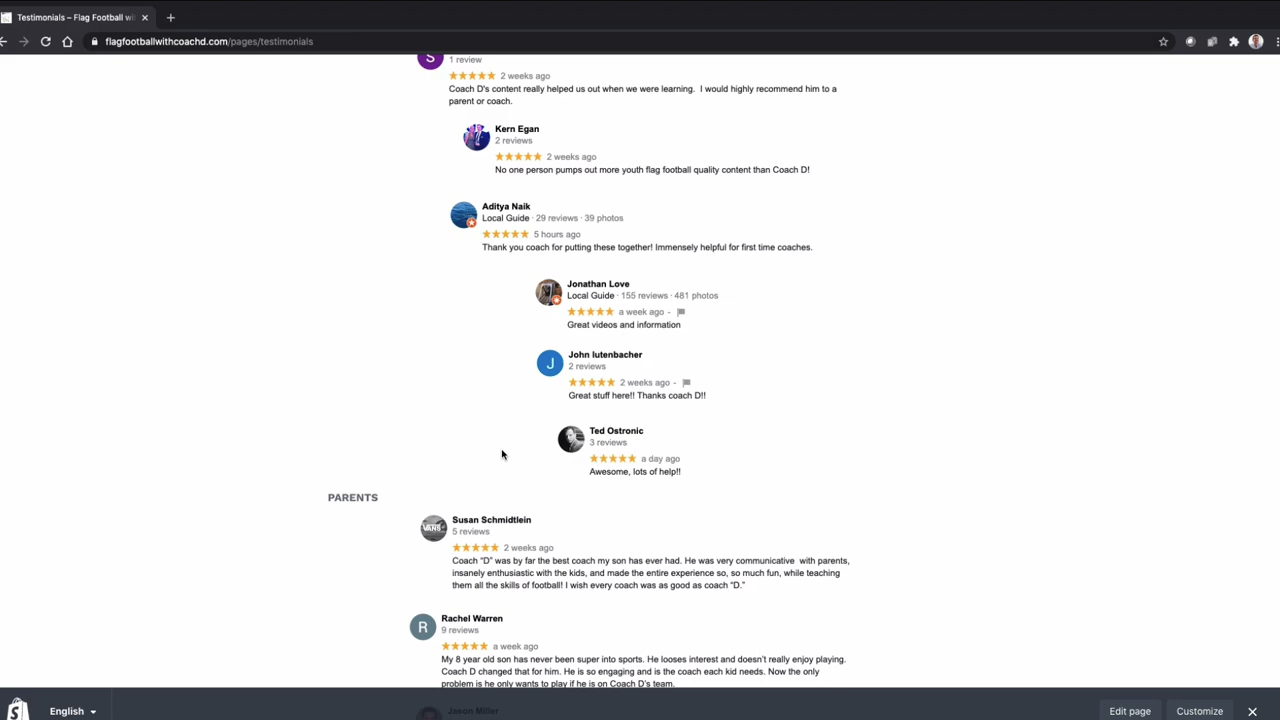 Testimonials – Flag Football wi
flagfootballwithcoachd.com/pages/testimonials
S
1 review
2 weeks ago
Coach D's content really helped us out when we were learning. I would highly recommend him to a
parent or coach.
Kern Egan
2 reviews
2 weeks ago
No one person pumps out more youth flag football quality content than Coach D!
Aditya Naik
Local Guide · 29 reviews · 39 photos
5 hours ago
Thank you coach for putting these together! Immensely helpful for first time coaches.
Jonathan Love
Local Guide · 155 reviews · 481 photos
a week ago -
Great videos and information
J
John lutenbacher
2 reviews
2 weeks ago -
Great stuff here!! Thanks coach D!!
Ted Ostronic
3 reviews
a day ago
Awesome, lots of help!!
PARENTS
VANS
Susan Schmidtlein
5 reviews
2 weeks ago
Coach “D” was by far the best coach my son has ever had. He was very communicative with parents,
insanely enthusiastic with the kids, and made the entire experience so, so much fun, while teaching
them all the skills of football! I wish every coach was as good as coach “D.”
R
Rachel Warren
9 reviews
a week ago
My 8 year old son has never been super into sports. He looses interest and doesn't really enjoy playing.
Coach D changed that for him. He is so engaging and is the coach each kid needs. Now the only
problem is he only wants to play if he is on Coach D's team.
Jason Miller
English
Edit page
Customize